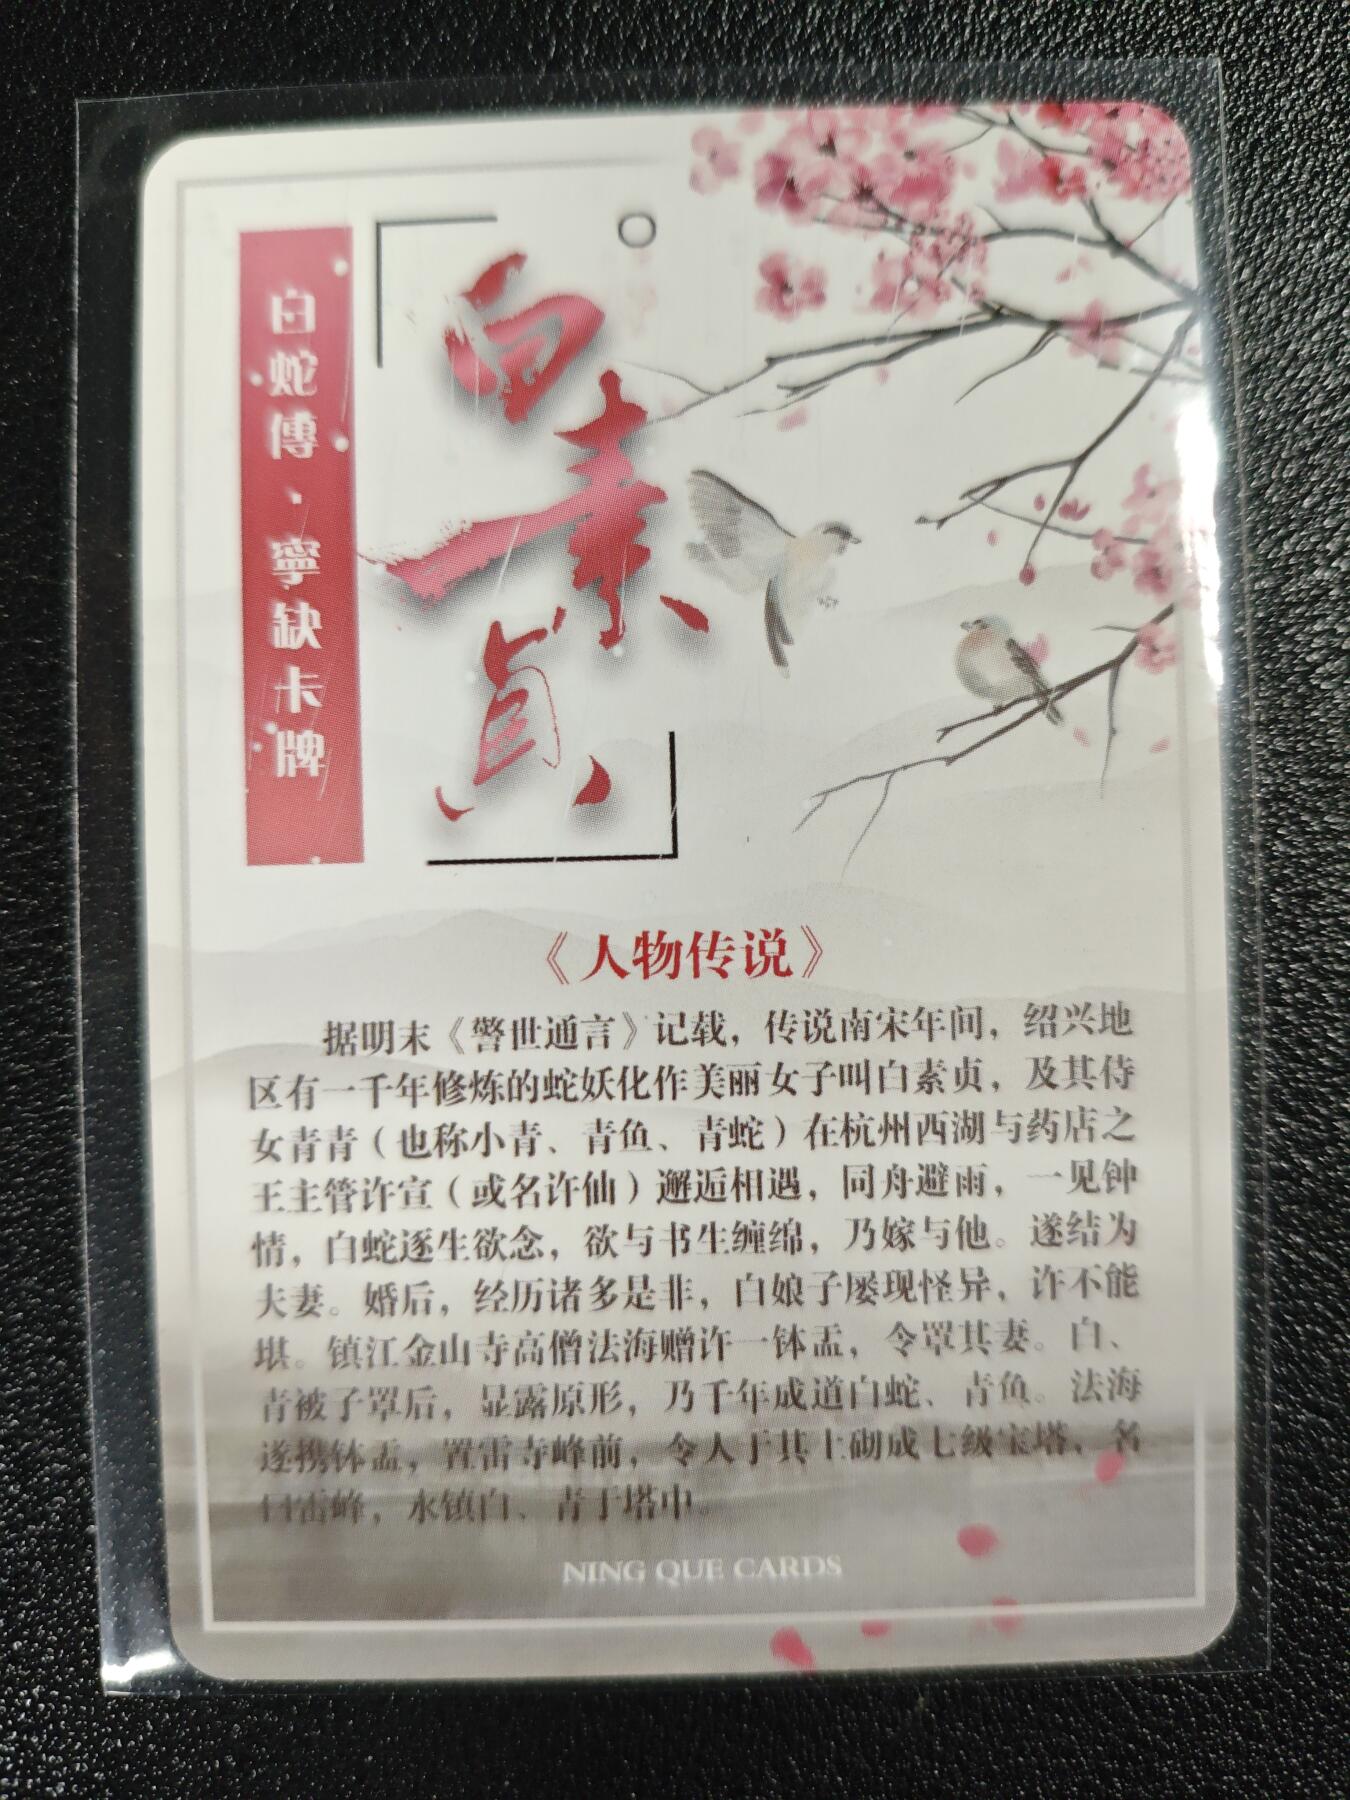 白蛇傳·寧缺卡牌
白素贞
《人物传说》
据明末《警世通言》记载，传说南宋年间，绍兴地
区有一千年修炼的蛇妖化作美丽女子叫白素贞，及其侍
女青青（也称小青、青鱼、青蛇）在杭州西湖与药店之
王主管许宣（或名许仙）邂逅相遇，同舟避雨，一见钟
情，白蛇逐生欲念，欲与书生缠绵，乃嫁与他。遂结为
夫妻。婚后，经历诸多是非，白娘子屡现怪异，许不能
堪。镇江金山寺高僧法海赠许一钵盂，令罩其妻。白、
青被子罩后，显露原形，乃千年成道白蛇、青鱼。法海
遂携钵盂，置雷寺峰前，令人于其上砌成七级宝塔，名
曰雷峰，永镇白、青于塔中。
NING QUE CARDS